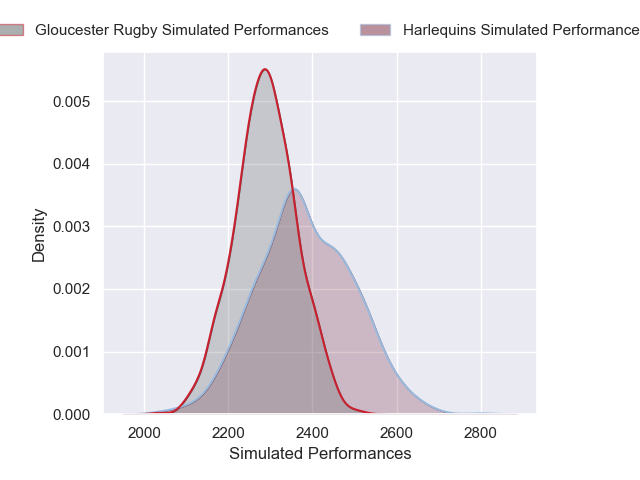 Gloucester Rugby Simulated Performances
Harlequins Simulated Performance
0.005
0.004
0.003
0.002
0.001
0.000
Density
2000 2200 2400 2600 2800
Simulated Performances